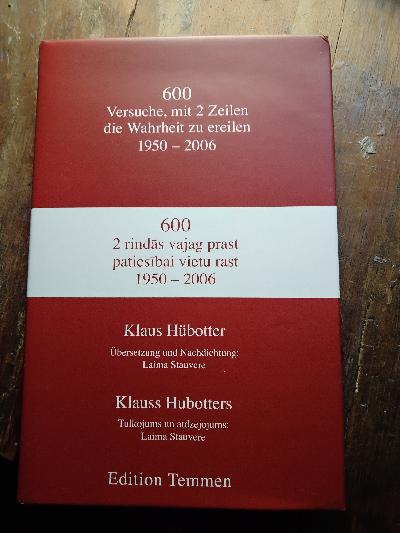 600
Versuche, mit 2 Zeilen
die Wahrheit zu ereilen
1950 – 2006
600
2 rindās vajag prast
patiesībai vietu rast
1950 – 2006
Klaus Hübotter
Übersetzung und Nachdichtung:
Laima Stauvere
Klauss Hubotters
Tulkojums un atdzejojums:
Laima Stauvere
Edition Temmen